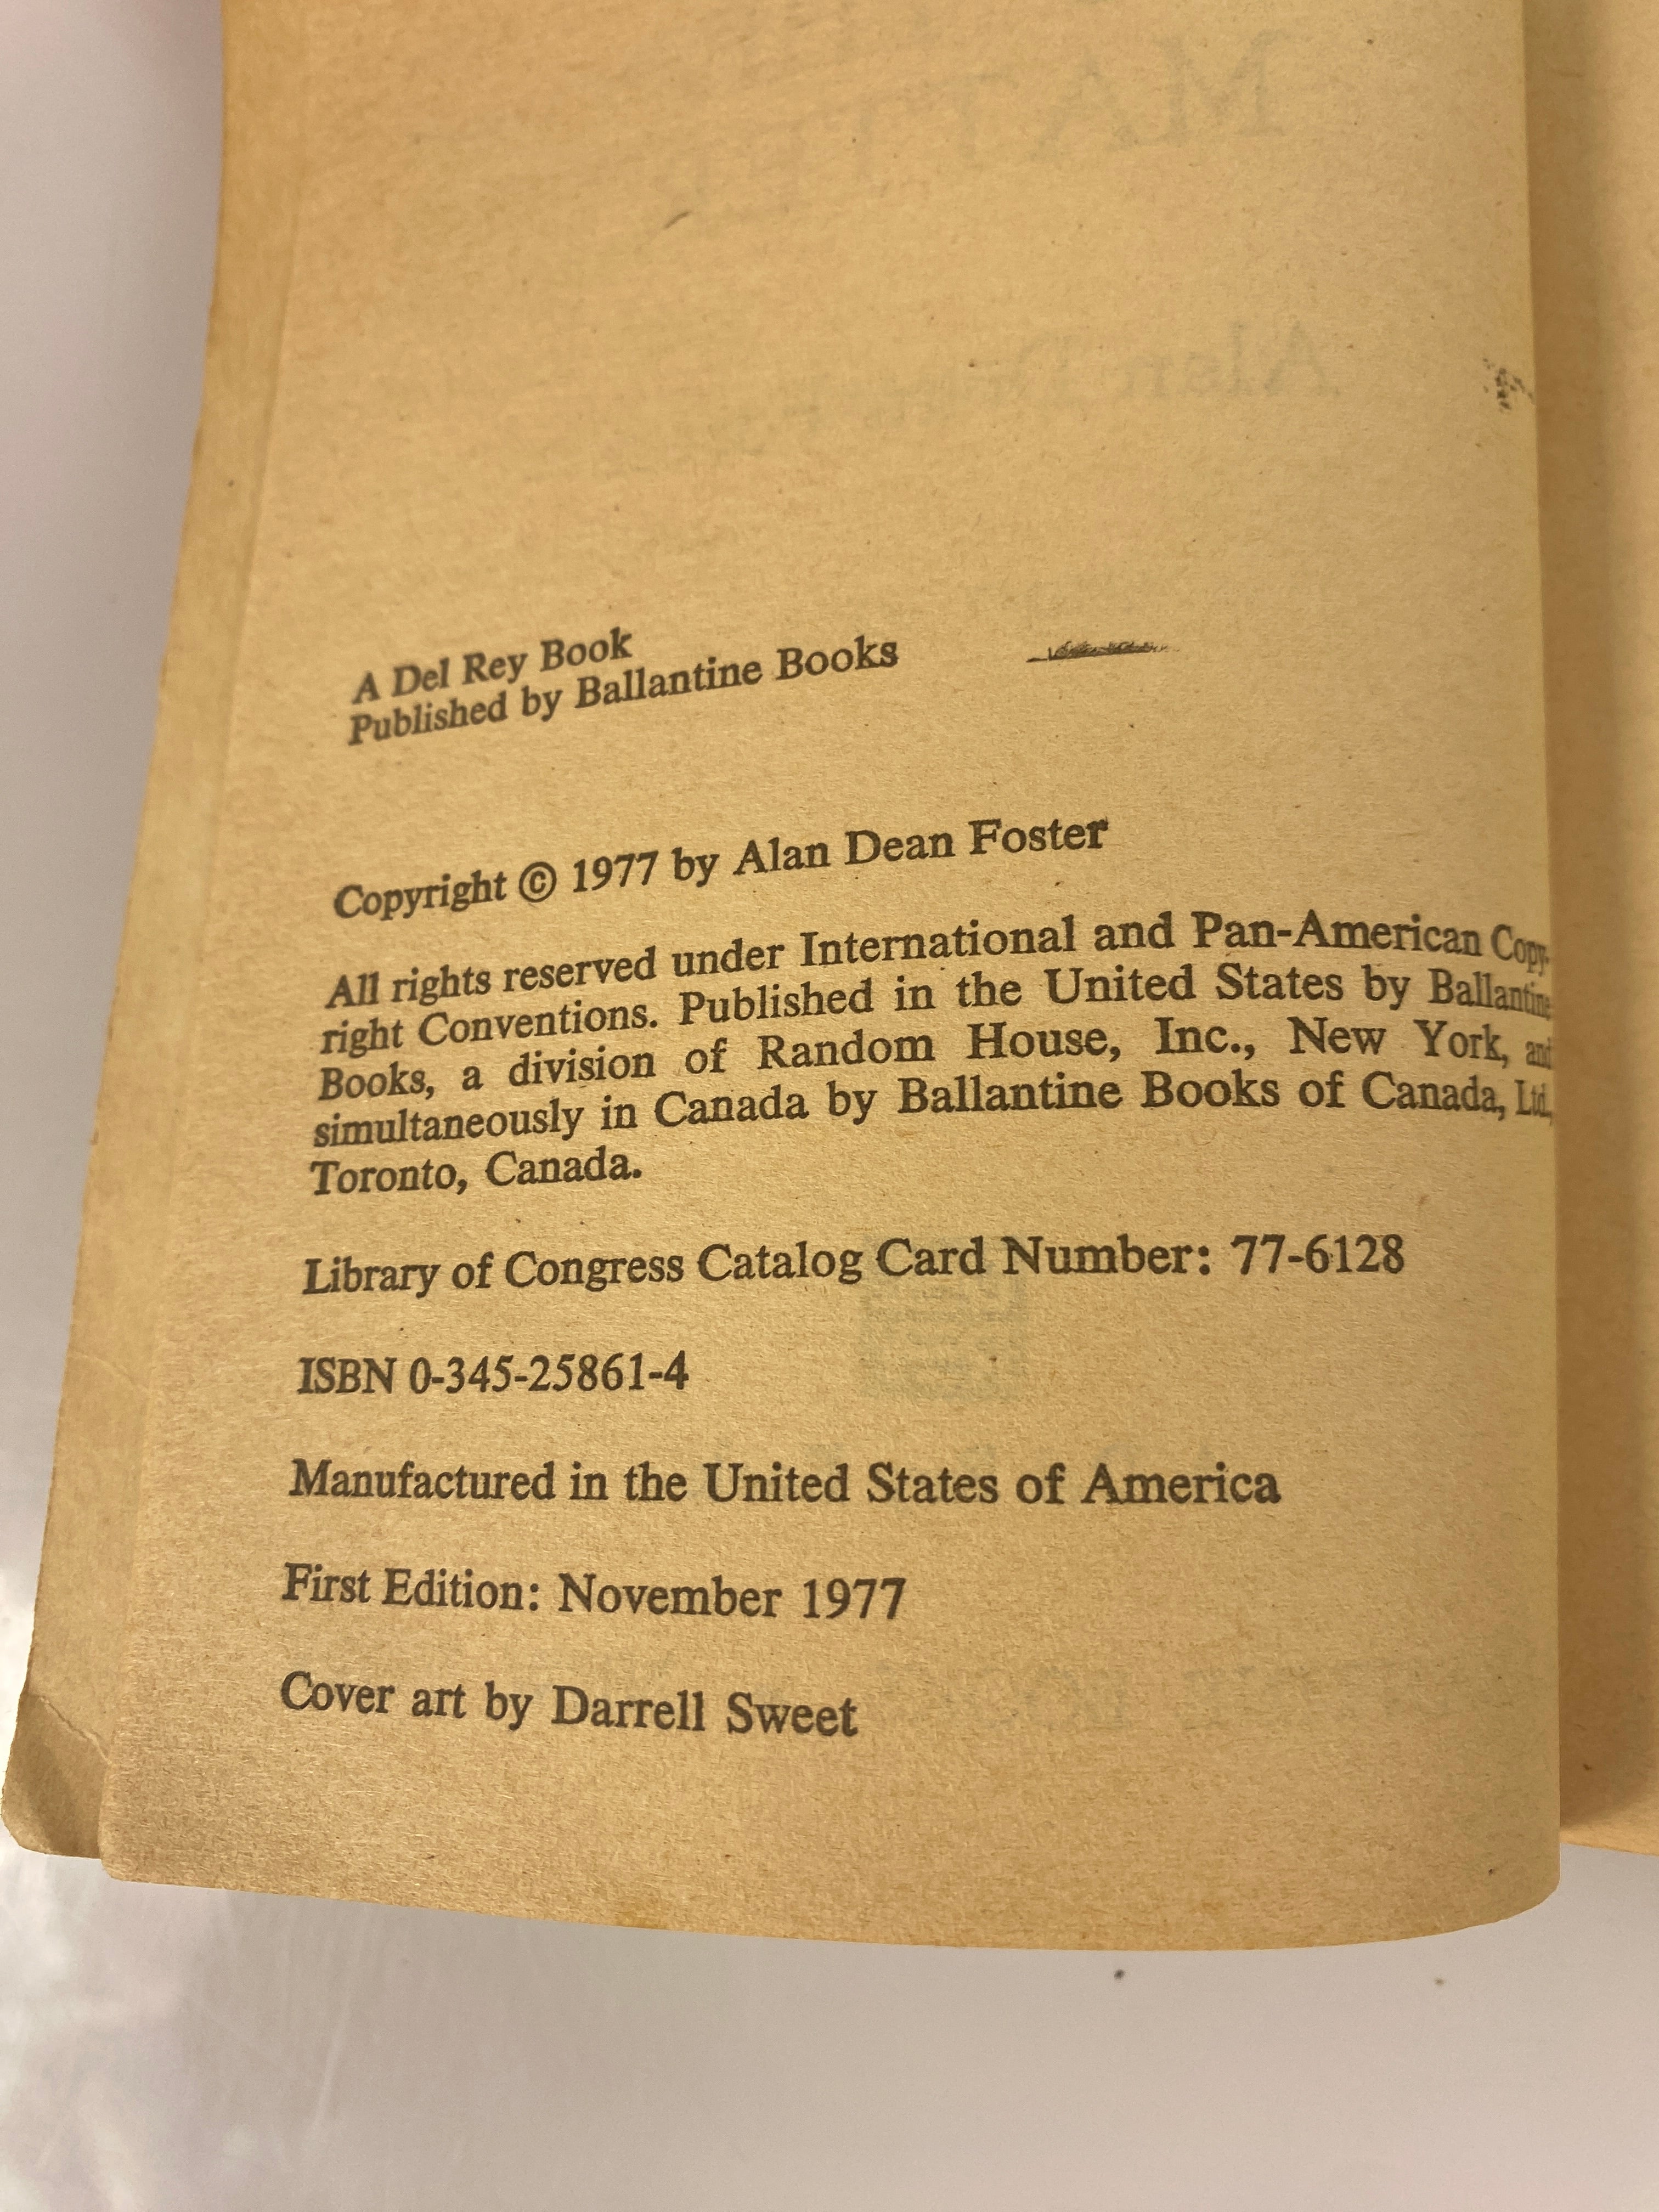 A Del Rey Book
Published by Ballantine Books
Copyright © 1977 by Alan Dean Foster
All rights reserved under International and Pan-American Copy-
right Conventions. Published in the United States by Ballantine
Books, a division of Random House, Inc., New York, and
simultaneously in Canada by Ballantine Books of Canada, Ltd.,
Toronto, Canada.
Library of Congress Catalog Card Number: 77-6128
ISBN 0-345-25861-4
Manufactured in the United States of America
First Edition: November 1977
Cover art by Darrell Sweet